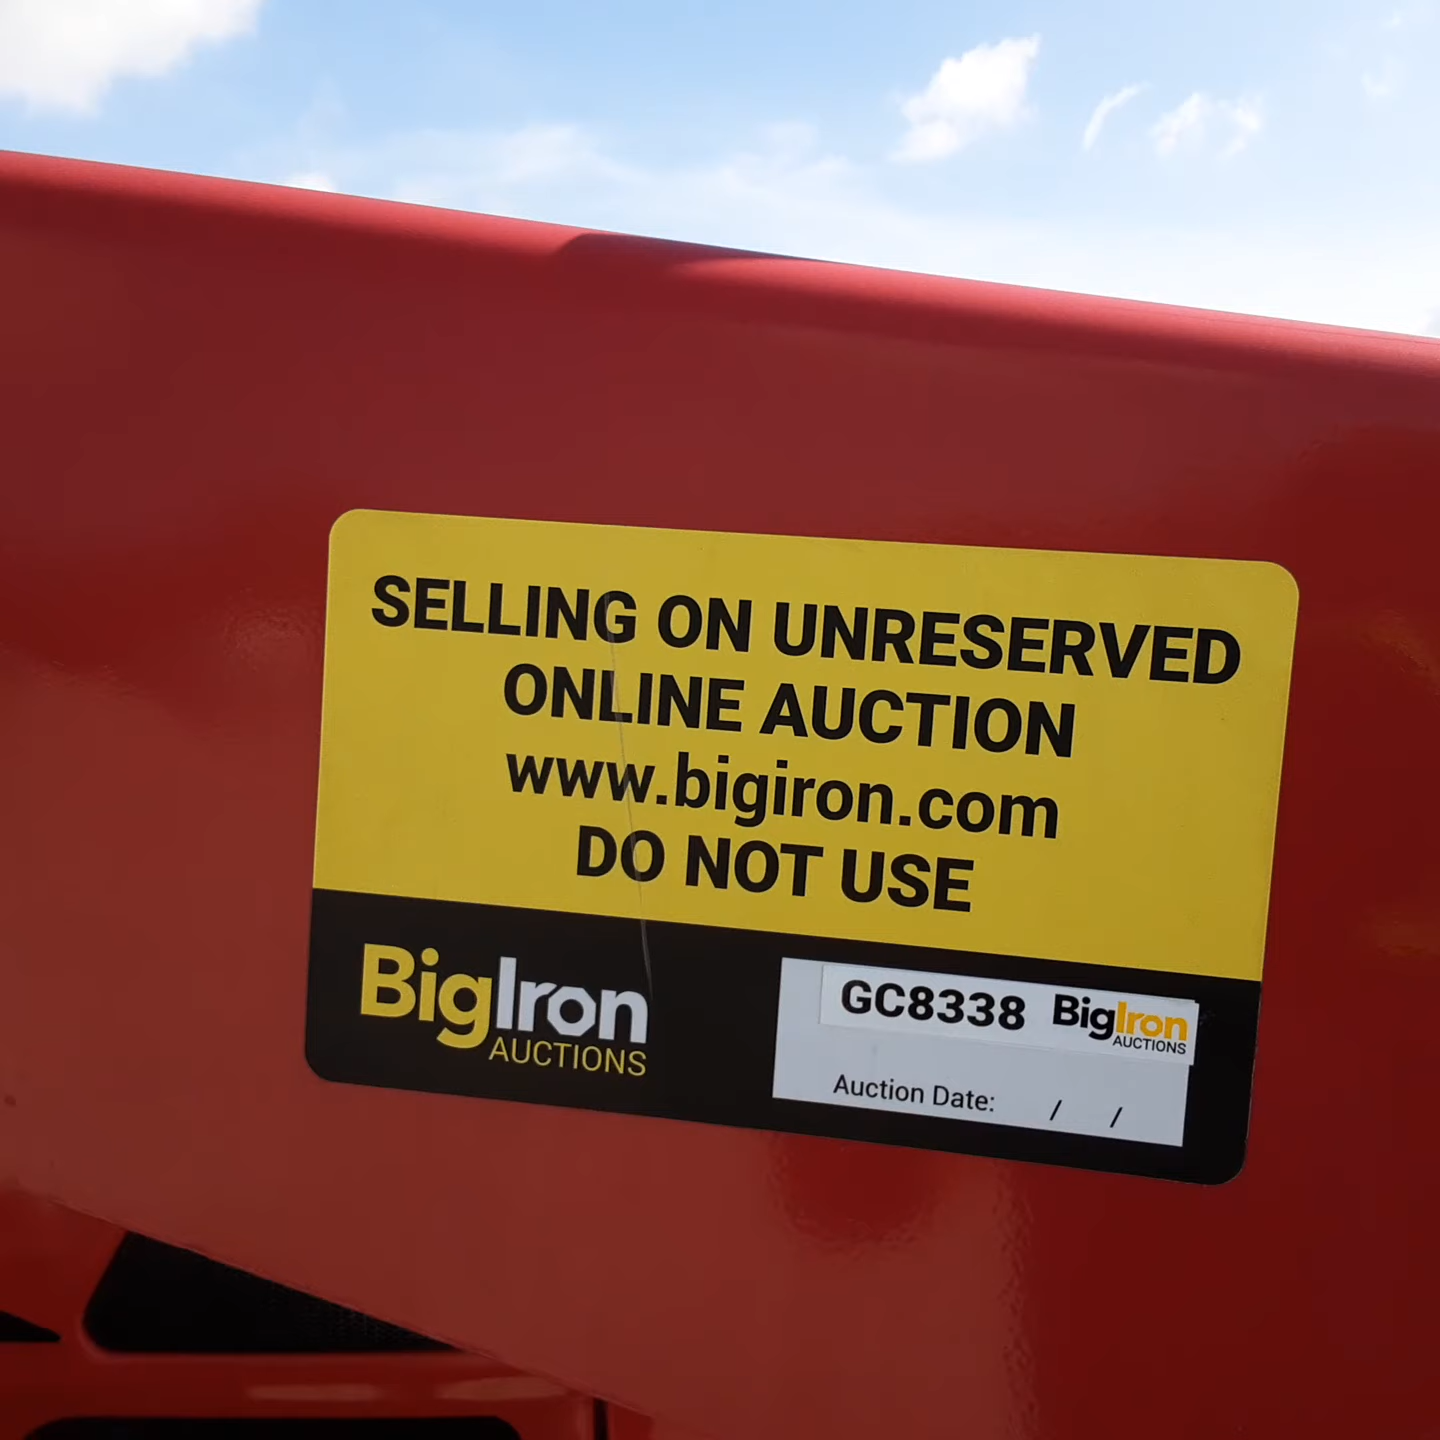 SELLING ON UNRESERVED
ONLINE AUCTION
www.bigiron.com
DO NOT USE
BigIron
AUCTIONS
GC8338 BigIron
AUCTIONS
Auction Date: / /